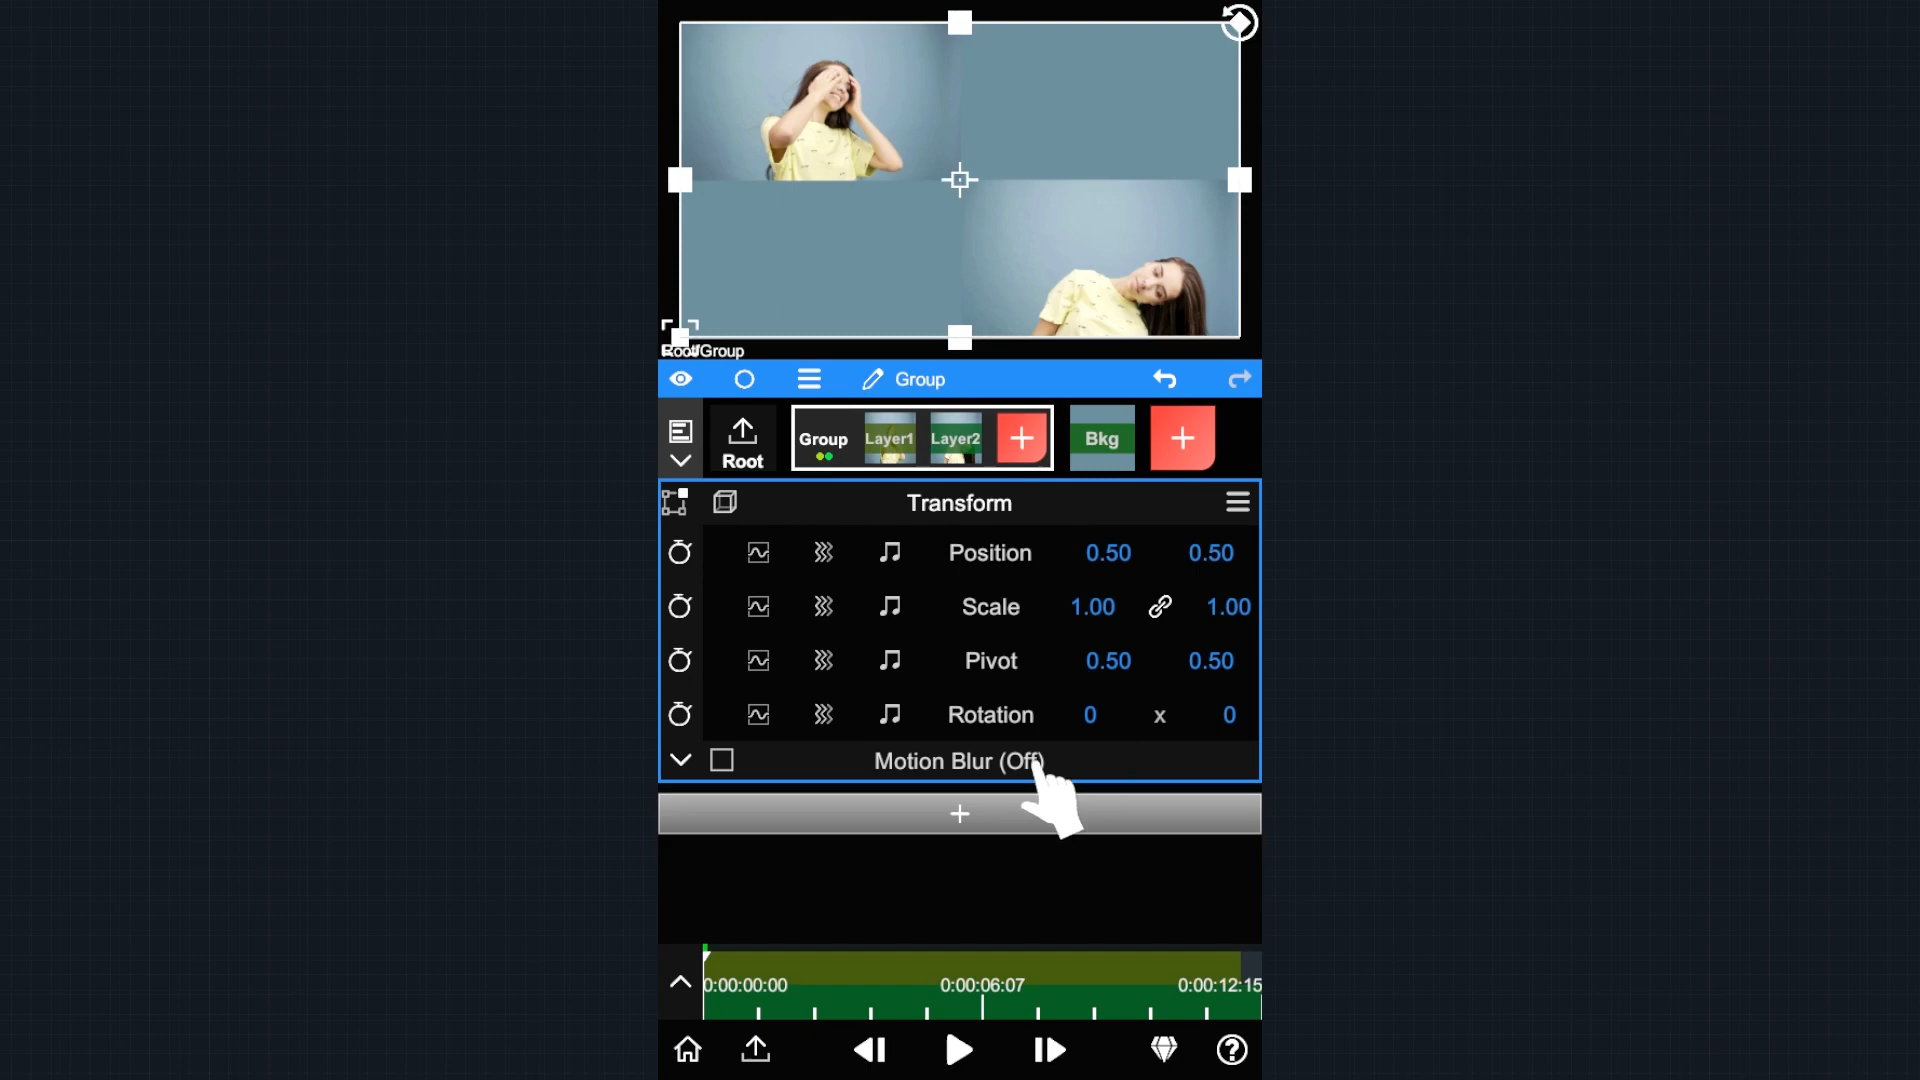 Root/Group
Group
Root
Group
Layer1
Layer2
Bkg
Transform
Position 0.50 0.50
Scale 1.00 1.00
Pivot 0.50 0.50
Rotation 0 x 0
Motion Blur (Off)
0:00:00:00 0:00:06:07 0:00:12:15